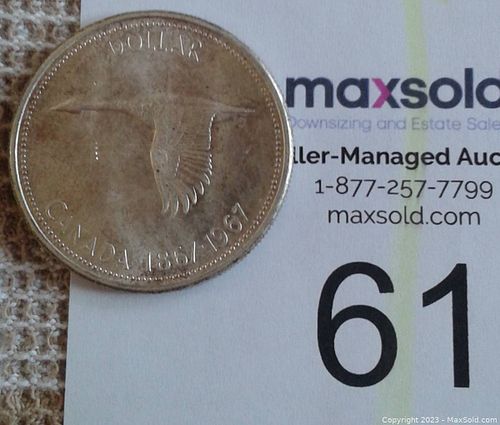 DOLLAR
CANADA 1867-1967
maxsold
Downsizing and Estate Sale
ller-Managed Auc
1-877-257-7799
maxsold.com
61
Copyright 2023 - MaxSold.com